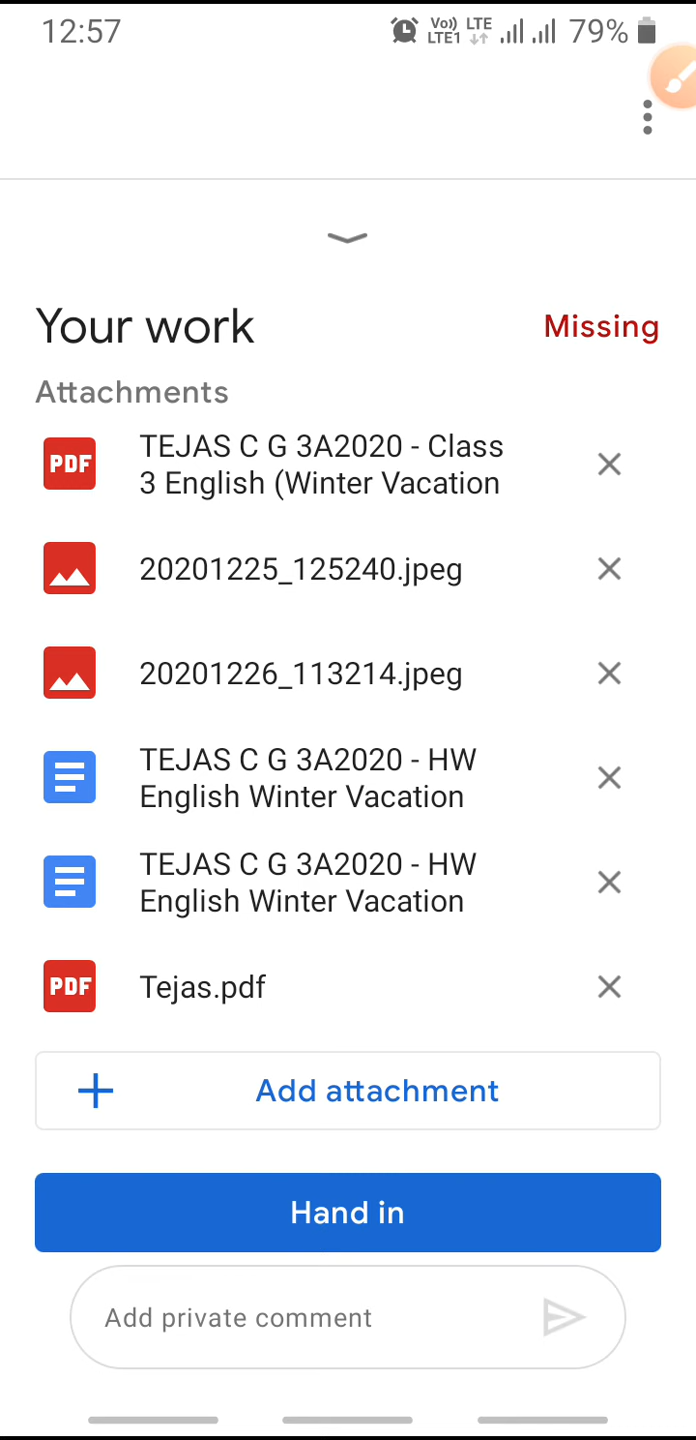 12:57
Vo)) LTE
LTE1
79%
Your work
Missing
Attachments
PDF
TEJAS C G 3A2020 - Class
3 English (Winter Vacation
20201225_125240.jpeg
20201226_113214.jpeg
TEJAS C G 3A2020 - HW
English Winter Vacation
TEJAS C G 3A2020 - HW
English Winter Vacation
PDF
Tejas.pdf
Add attachment
Hand in
Add private comment